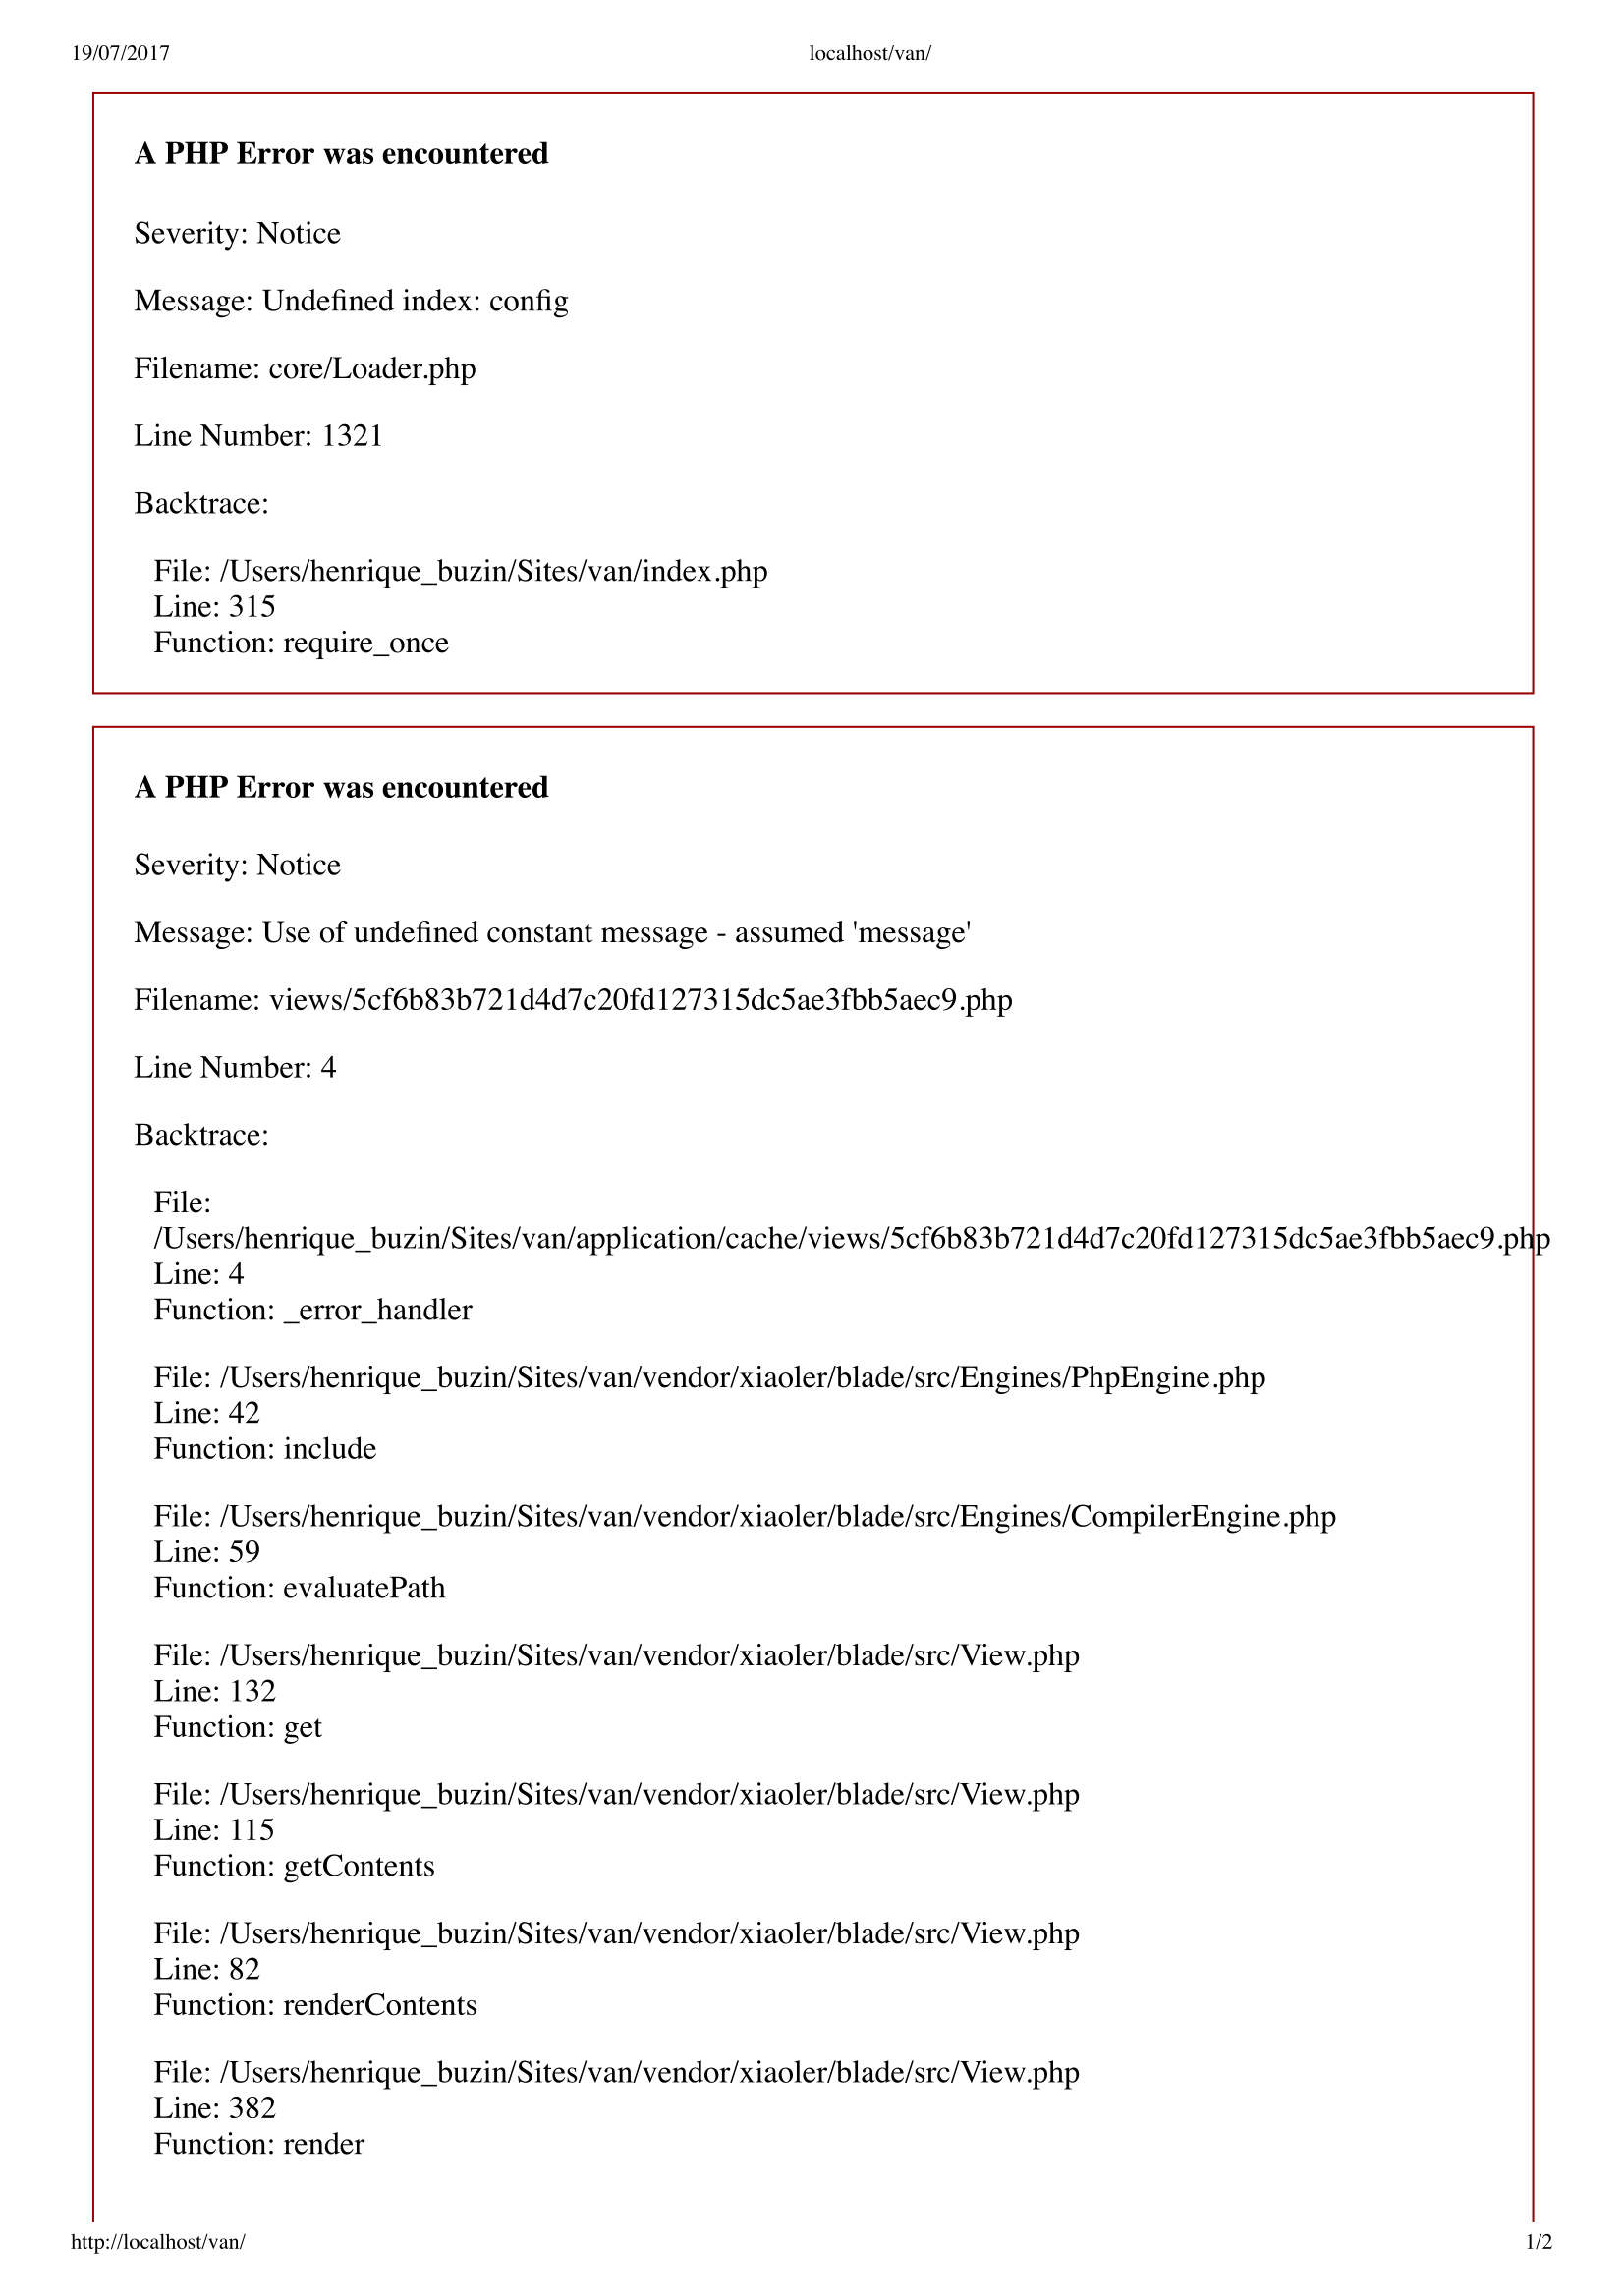 19/07/2017
localhost/van/
A PHP Error was encountered
Severity: Notice
Message: Undefined index: config
Filename: core/Loader.php
Line Number: 1321
Backtrace:
File: /Users/henrique_buzin/Sites/van/index.php
Line: 315
Function: require_once
A PHP Error was encountered
Severity: Notice
Message: Use of undefined constant message - assumed 'message'
Filename: views/5cf6b83b721d4d7c20fd127315dc5ae3fbb5aec9.php
Line Number: 4
Backtrace:
File:
/Users/henrique_buzin/Sites/van/application/cache/views/5cf6b83b721d4d7c20fd127315dc5ae3fbb5aec9.php
Line: 4
Function: _error_handler
File: /Users/henrique_buzin/Sites/van/vendor/xiaoler/blade/src/Engines/PhpEngine.php
Line: 42
Function: include
File: /Users/henrique_buzin/Sites/van/vendor/xiaoler/blade/src/Engines/CompilerEngine.php
Line: 59
Function: evaluatePath
File: /Users/henrique_buzin/Sites/van/vendor/xiaoler/blade/src/View.php
Line: 132
Function: get
File: /Users/henrique_buzin/Sites/van/vendor/xiaoler/blade/src/View.php
Line: 115
Function: getContents
File: /Users/henrique_buzin/Sites/van/vendor/xiaoler/blade/src/View.php
Line: 82
Function: renderContents
File: /Users/henrique_buzin/Sites/van/vendor/xiaoler/blade/src/View.php
Line: 382
Function: render
http://localhost/van/
1/2